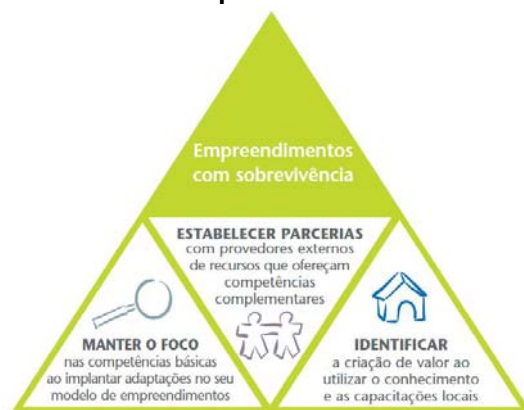 Empreendimentos
com sobrevivência
ESTABELECER PARCERIAS
com provedores externos
de recursos que ofereçam
competências
complementares
MANTER O FOCO
nas competências básicas
ao implantar adaptações no seu
modelo de empreendimentos
IDENTIFICAR
a criação de valor ao
utilizar o conhecimento
e as capacitações locais